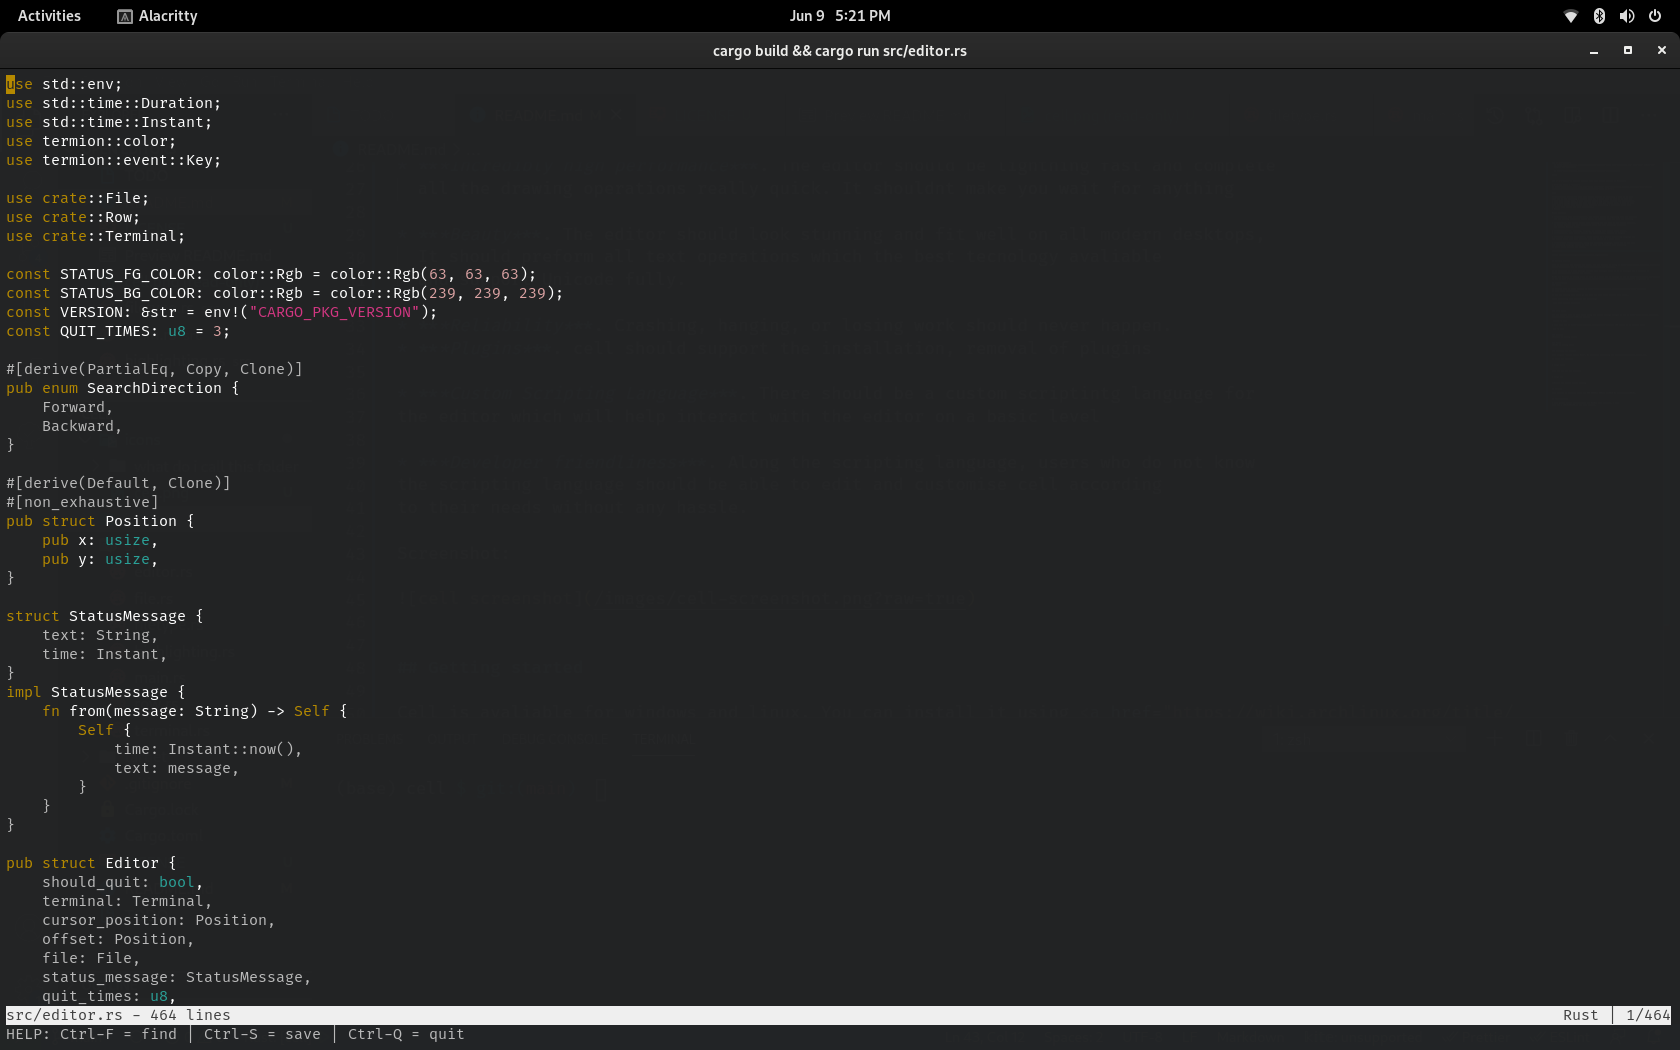 Activities Alacritty Jun 9 5:21 PM
cargo build && cargo run src/editor.rs
use std::env;
use std::time::Duration;
use std::time::Instant;
use termion::color;
use termion::event::Key;

use crate::File;
use crate::Row;
use crate::Terminal;

const STATUS_FG_COLOR: color::Rgb = color::Rgb(63, 63, 63);
const STATUS_BG_COLOR: color::Rgb = color::Rgb(239, 239, 239);
const VERSION: &str = env!("CARGO_PKG_VERSION");
const QUIT_TIMES: u8 = 3;

#[derive(PartialEq, Copy, Clone)]
pub enum SearchDirection {
    Forward,
    Backward,
}

#[derive(Default, Clone)]
#[non_exhaustive]
pub struct Position {
    pub x: usize,
    pub y: usize,
}

struct StatusMessage {
    text: String,
    time: Instant,
}
impl StatusMessage {
    fn from(message: String) -> Self {
        Self {
            time: Instant::now(),
            text: message,
        }
    }
}

pub struct Editor {
    should_quit: bool,
    terminal: Terminal,
    cursor_position: Position,
    offset: Position,
    file: File,
    status_message: StatusMessage,
    quit_times: u8,
src/editor.rs - 464 lines Rust | 1/464
HELP: Ctrl-F = find | Ctrl-S = save | Ctrl-Q = quit